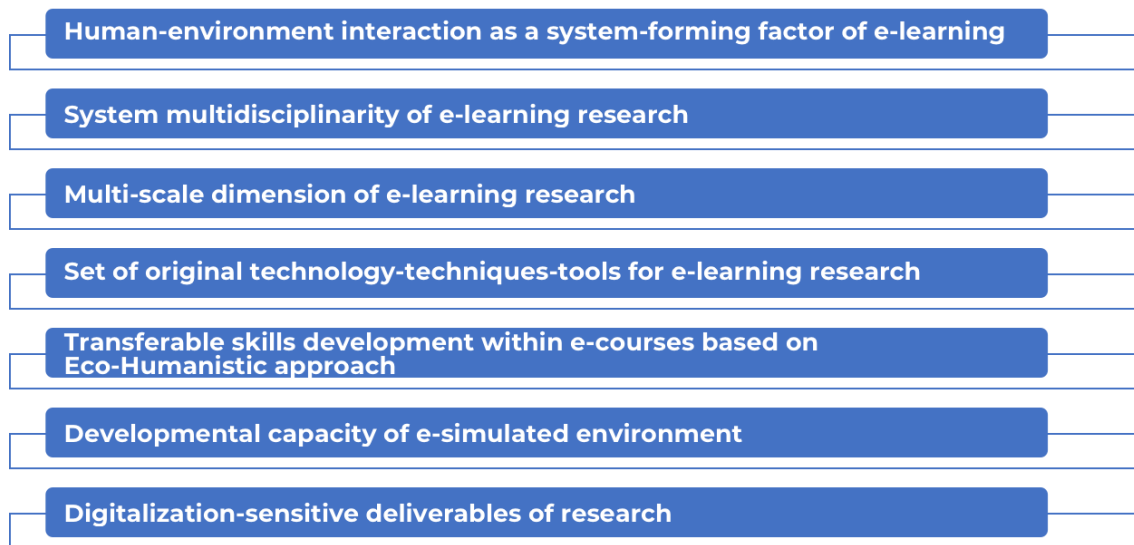 Human-environment interaction as a system-forming factor of e-learning
System multidisciplinarity of e-learning research
Multi-scale dimension of e-learning research
Set of original technology-techniques-tools for e-learning research
Transferable skills development within e-courses based on
Eco-Humanistic approach
Developmental capacity of e-simulated environment
Digitalization-sensitive deliverables of research